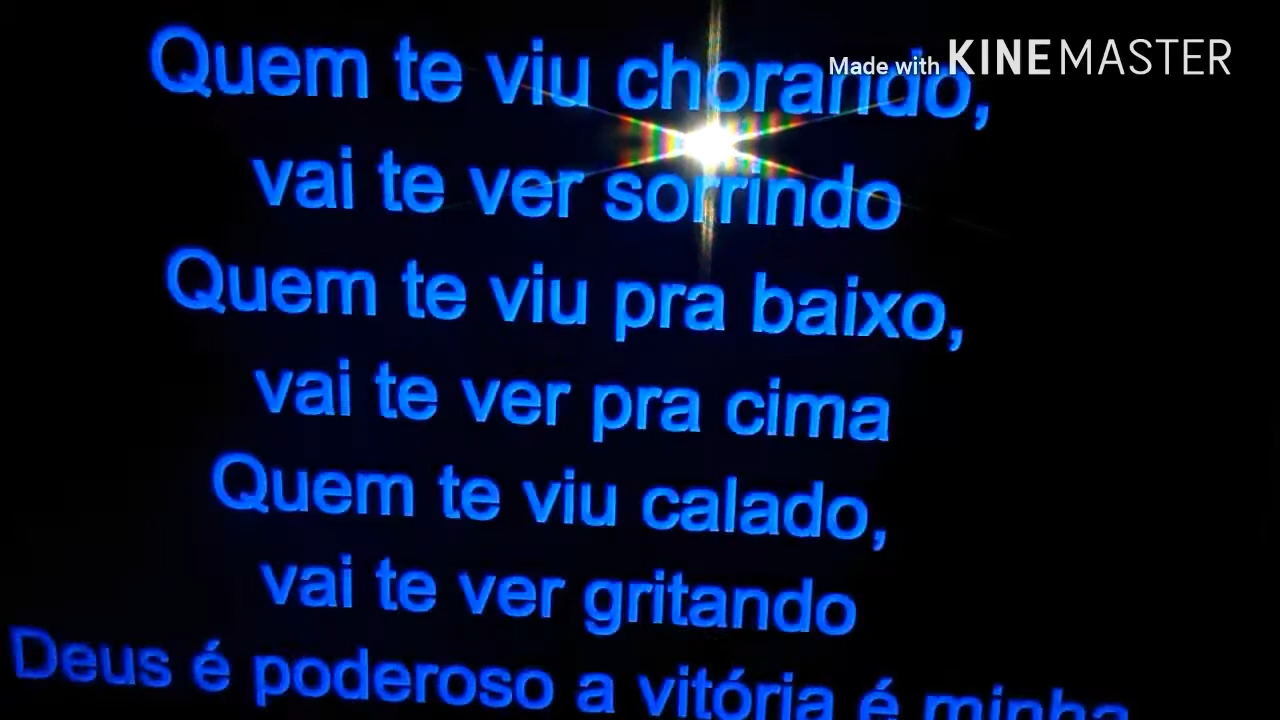 Made with KINEMASTER
Quem te viu chorando,
vai te ver sorrindo
Quem te viu pra baixo,
vai te ver pra cima
Quem te viu calado,
vai te ver gritando
Deus é poderoso a vitória é minha